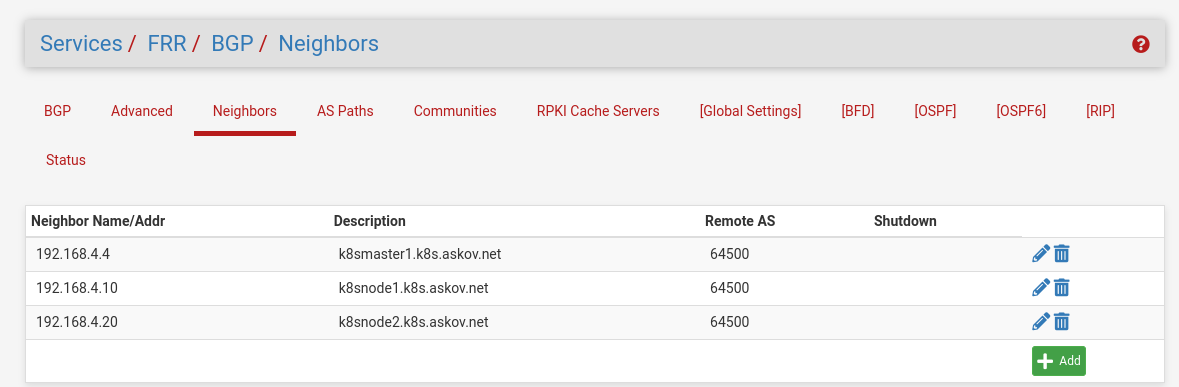 Services / FRR / BGP / Neighbors
BGP Advanced Neighbors AS Paths Communities RPKI Cache Servers [Global Settings] [BFD] [OSPF] [OSPF6] [RIP]
Status
Neighbor Name/Addr Description Remote AS Shutdown
192.168.4.4 k8smaster1.k8s.askov.net 64500
192.168.4.10 k8snode1.k8s.askov.net 64500
192.168.4.20 k8snode2.k8s.askov.net 64500
Add